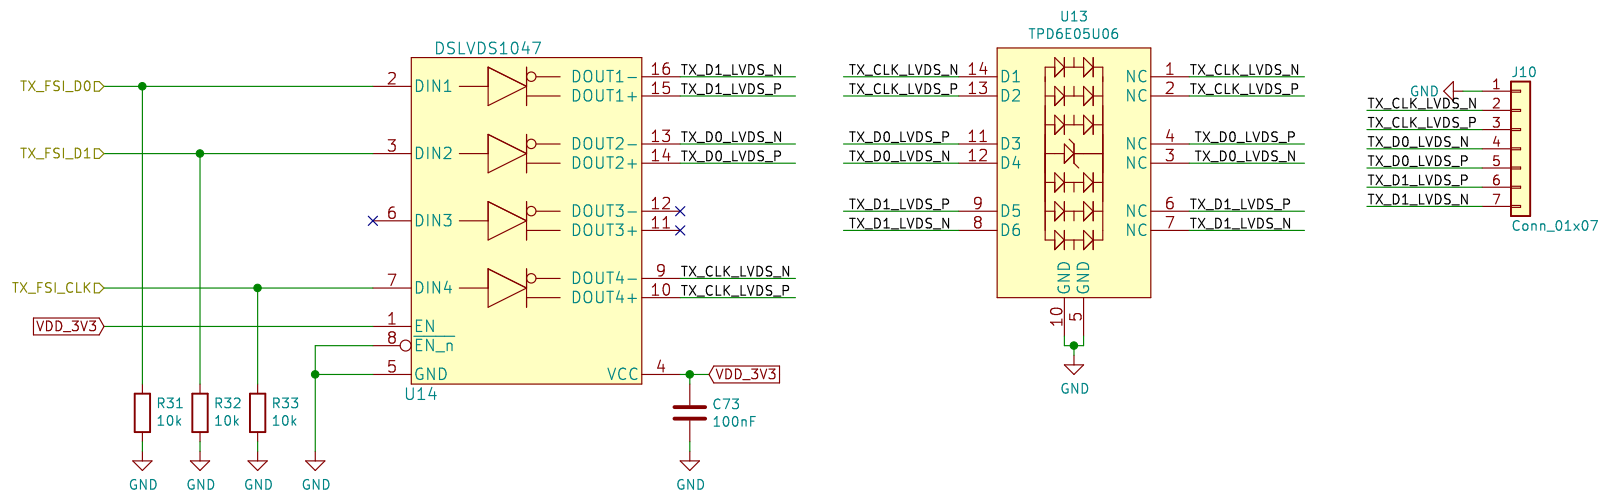 DSLVDS1047
TX_FSI_D0
2
DIN1
DOUT1-
16
TX_D1_LVDS_N
DOUT1+
15
TX_D1_LVDS_P
TX_FSI_D1
3
DIN2
DOUT2-
13
TX_D0_LVDS_N
DOUT2+
14
TX_D0_LVDS_P
6
DIN3
DOUT3-
12
DOUT3+
11
TX_FSI_CLK
7
DIN4
DOUT4-
9
TX_CLK_LVDS_N
DOUT4+
10
TX_CLK_LVDS_P
VDD_3V3
1
EN
8
EN_n
5
GND
VCC
4
VDD_3V3
U14
R31
10k
R32
10k
R33
10k
C73
100nF
GND
GND
GND
GND
GND
U13
TPD6E05U06
TX_CLK_LVDS_N
14
D1
NC
1
TX_CLK_LVDS_N
TX_CLK_LVDS_P
13
D2
NC
2
TX_CLK_LVDS_P
TX_D0_LVDS_P
11
D3
NC
4
TX_D0_LVDS_P
TX_D0_LVDS_N
12
D4
NC
3
TX_D0_LVDS_N
TX_D1_LVDS_P
9
D5
NC
6
TX_D1_LVDS_P
TX_D1_LVDS_N
8
D6
NC
7
TX_D1_LVDS_N
GND
GND
10
5
GND
J10
GND
1
TX_CLK_LVDS_N
2
TX_CLK_LVDS_P
3
TX_D0_LVDS_N
4
TX_D0_LVDS_P
5
TX_D1_LVDS_P
6
TX_D1_LVDS_N
7
Conn_01x07